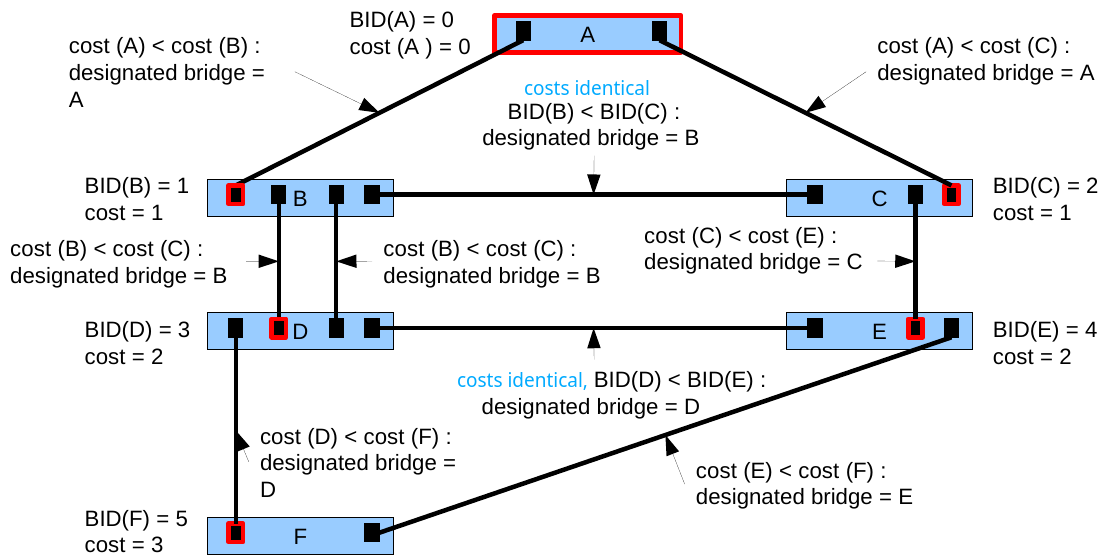 BID(A) = 0
cost (A ) = 0
A
cost (A) < cost (B) :
designated bridge =
A
cost (A) < cost (C) :
designated bridge = A
costs identical
BID(B) < BID(C) :
designated bridge = B
BID(B) = 1
cost = 1
B
C
BID(C) = 2
cost = 1
cost (B) < cost (C) :
designated bridge = B
cost (B) < cost (C) :
designated bridge = B
cost (C) < cost (E) :
designated bridge = C
BID(D) = 3
cost = 2
D
E
BID(E) = 4
cost = 2
costs identical, BID(D) < BID(E) :
designated bridge = D
cost (D) < cost (F) :
designated bridge =
D
cost (E) < cost (F) :
designated bridge = E
BID(F) = 5
cost = 3
F